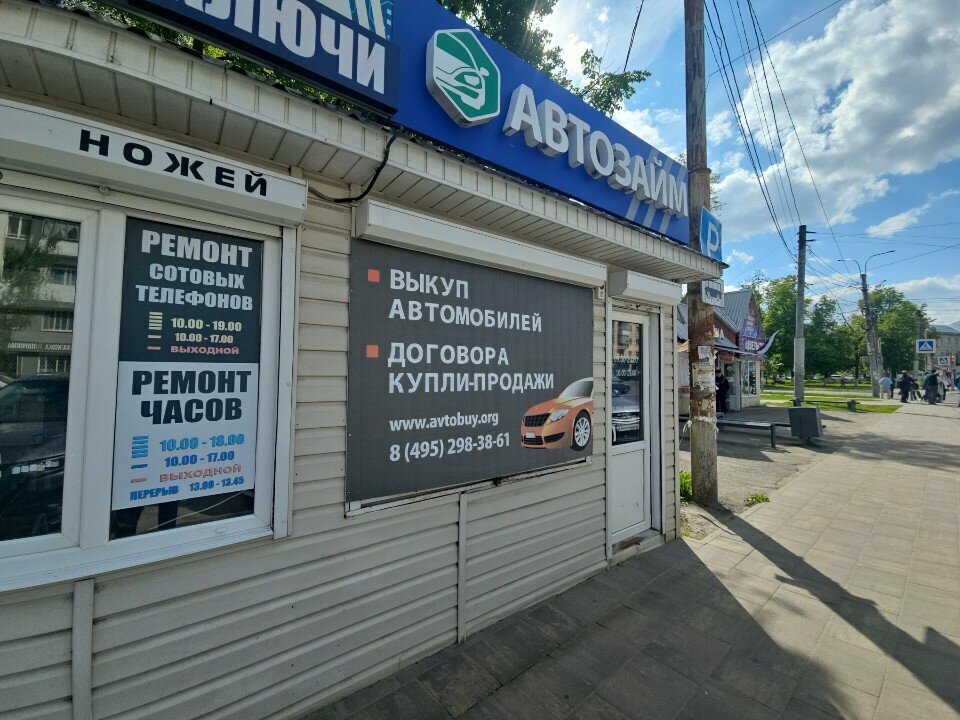 КЛЮЧИ
АВТОЗАЙМ
НОЖЕЙ
РЕМОНТ
СОТОВЫХ
ТЕЛЕФОНОВ
10.00 - 19.00
10.00 - 17.00
ВЫХОДНОЙ
РЕМОНТ
ЧАСОВ
10.00 - 18.00
10.00 - 17.00
ВЫХОДНОЙ
ПЕРЕРЫВ 13.00 - 13.45
ВЫКУП
АВТОМОБИЛЕЙ
ДОГОВОРА
КУПЛИ-ПРОДАЖИ
www.avtobuy.org
8 (495) 298-38-61
P